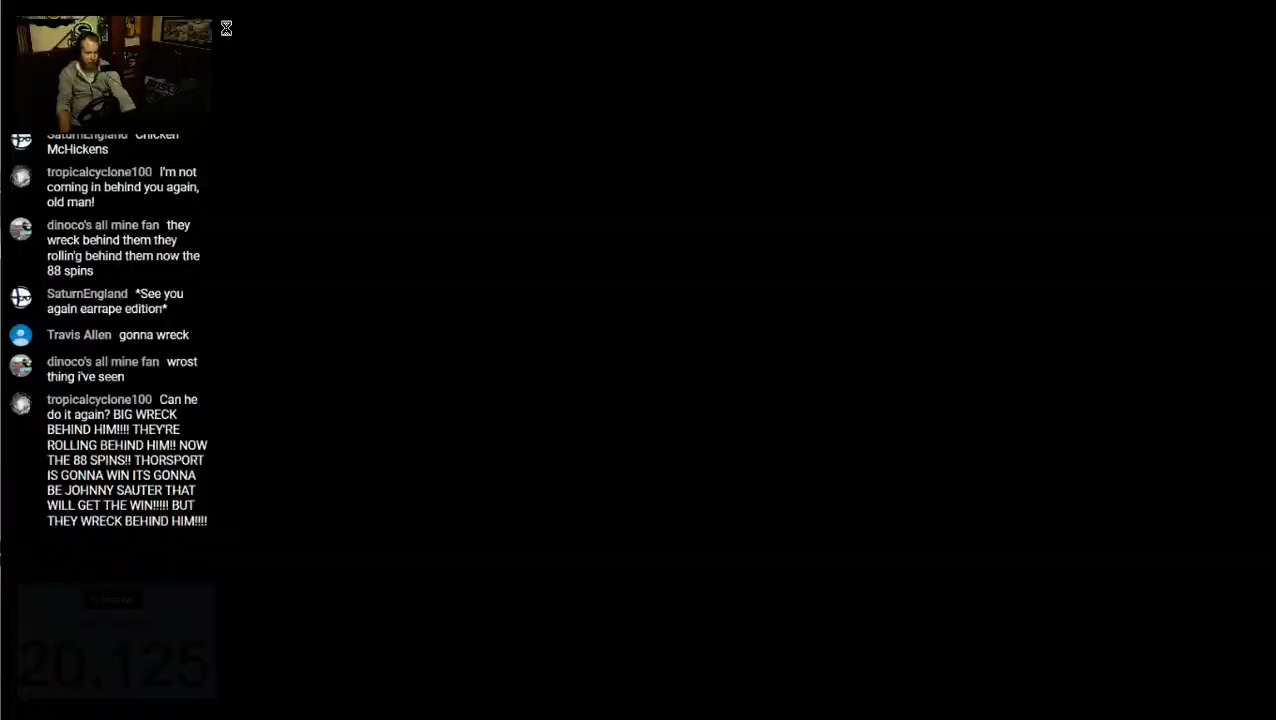 SaturnEngland Chicken
McHickens
tropicalcyclone100 I'm not
coming in behind you again,
old man!
dinoco's all mine fan they
wreck behind them they
rollin'g behind them now the
88 spins
SaturnEngland *See you
again earrape edition*
Travis Allen gonna wreck
dinoco's all mine fan wrost
thing i've seen
tropicalcyclone100 Can he
do it again? BIG WRECK
BEHIND HIM!!!! THEY'RE
ROLLING BEHIND HIM!! NOW
THE 88 SPINS!! THORSPORT
IS GONNA WIN ITS GONNA
BE JOHNNY SAUTER THAT
WILL GET THE WIN!!!!! BUT
THEY WRECK BEHIND HIM!!!!
20,125